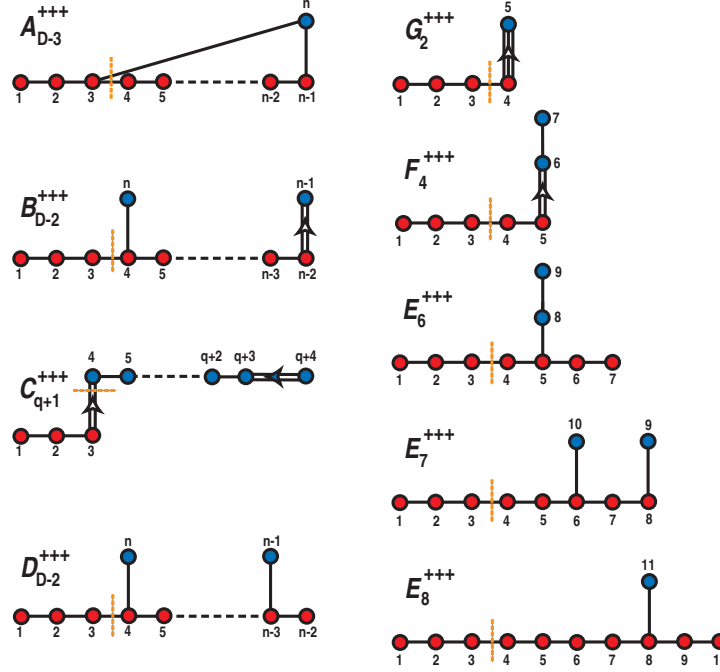 A D-3 +++
n
1 2 3 4 5 n-2 n-1
B D-2 +++
n n-1
1 2 3 4 5 n-3 n-2
C q+1 +++
4 5 q+2 q+3 q+4
1 2 3
D D-2 +++
n n-1
1 2 3 4 5 n-3 n-2
G 2 +++
5
1 2 3 4
F 4 +++
7
6
1 2 3 4 5
E 6 +++
9
8
1 2 3 4 5 6 7
E 7 +++
10 9
1 2 3 4 5 6 7 8
E 8 +++
11
1 2 3 4 5 6 7 8 9